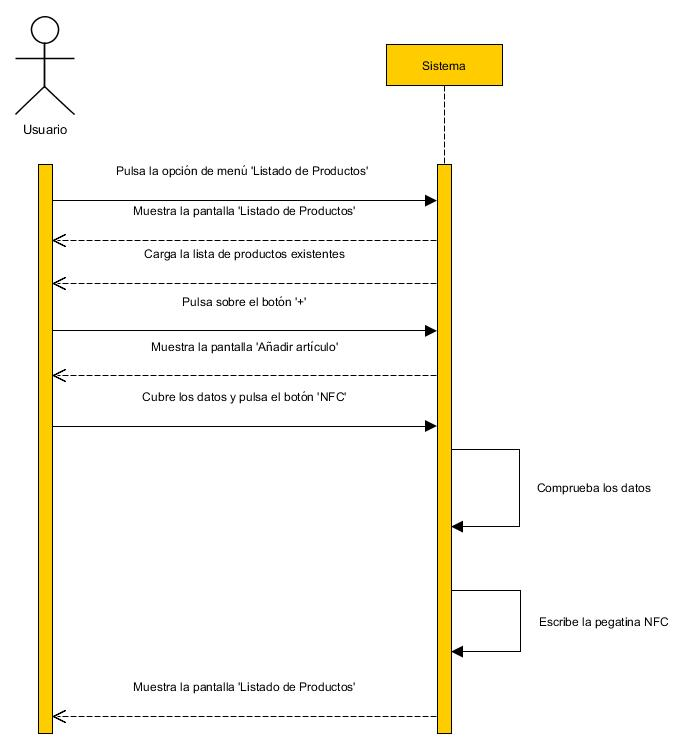 Sistema
Usuario
Pulsa la opción de menú 'Listado de Productos'
Muestra la pantalla 'Listado de Productos'
Carga la lista de productos existentes
Pulsa sobre el botón '+'
Muestra la pantalla 'Añadir artículo'
Cubre los datos y pulsa el botón 'NFC'
Comprueba los datos
Escribe la pegatina NFC
Muestra la pantalla 'Listado de Productos'